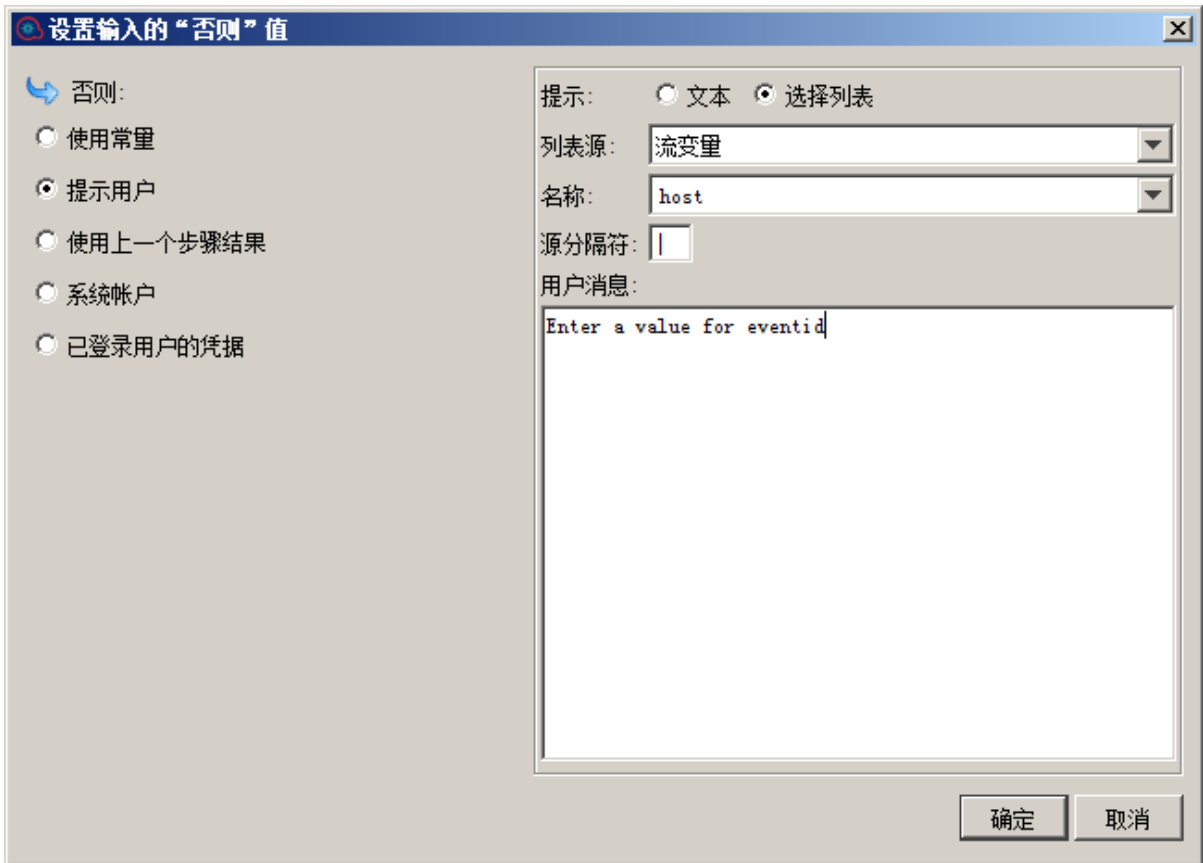 设置输入的“否则”值
否则:
使用常量
提示用户
使用上一个步骤结果
系统帐户
已登录用户的凭据
提示: 文本 选择列表
列表源: 流变量
名称: host
源分隔符: |
用户消息:
Enter a value for eventid
确定 取消